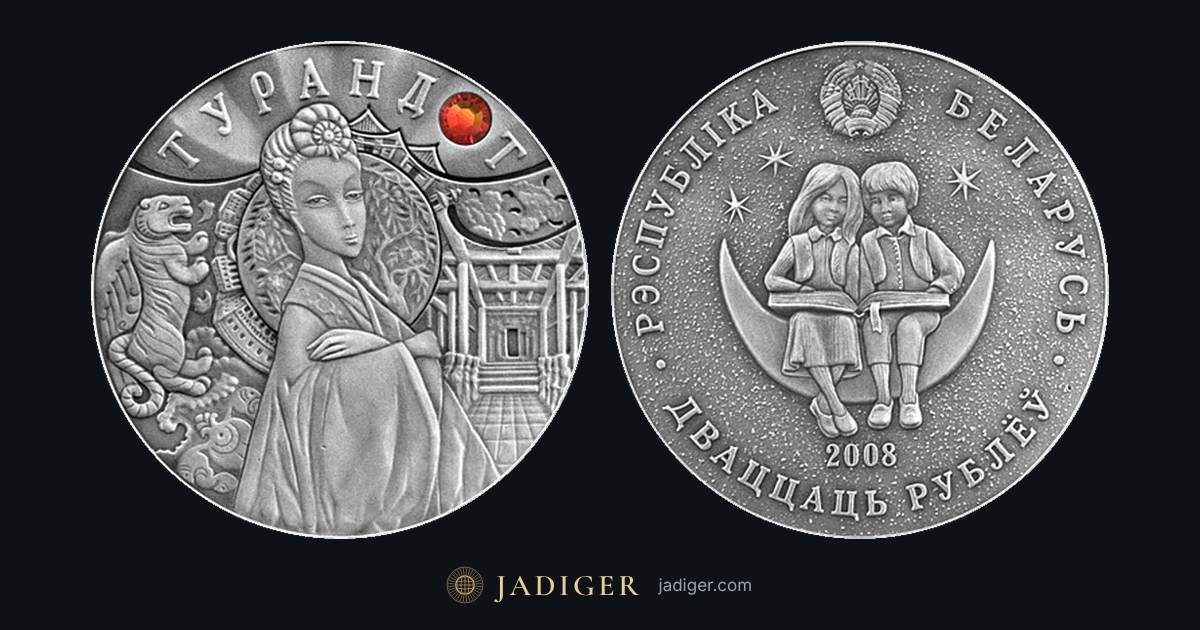 ТУРАНДОТ
РЭСПУБЛІКА БЕЛАРУСЬ
2008
· ДВАЦЦАЦЬ РУБЛЁЎ ·
JADIGER jadiger.com